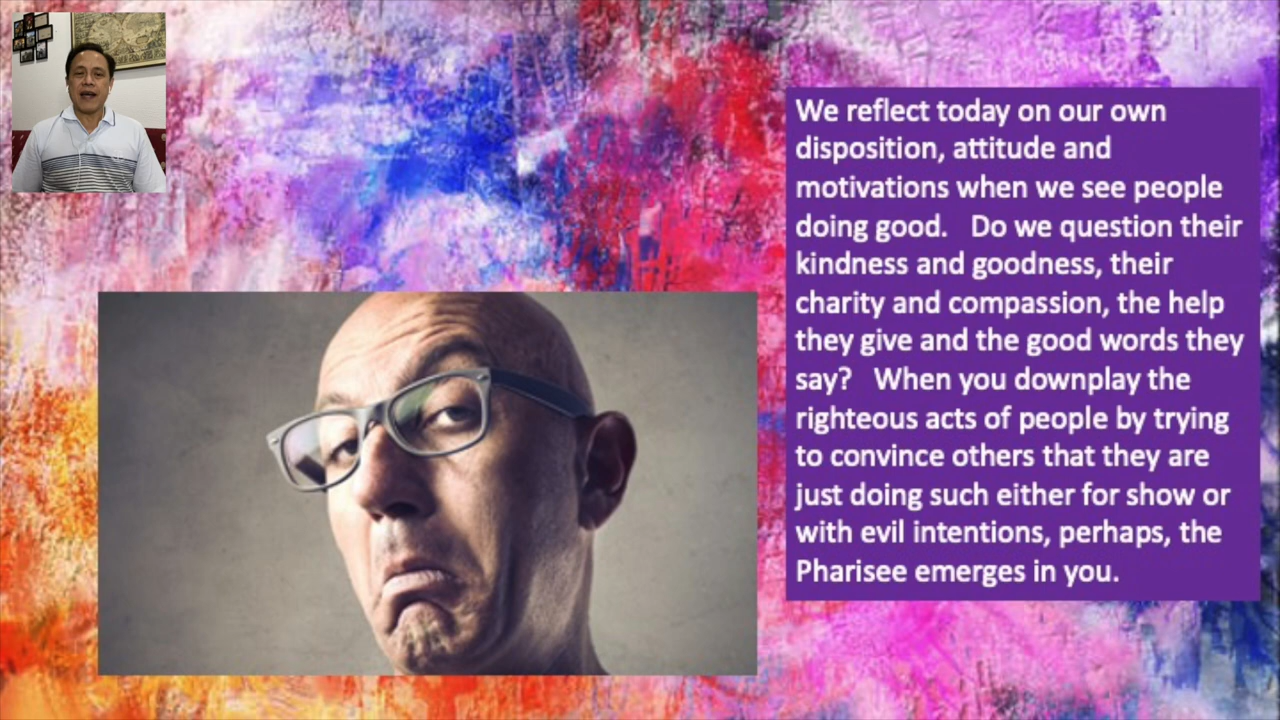 We reflect today on our own
disposition, attitude and
motivations when we see people
doing good.   Do we question their
kindness and goodness, their
charity and compassion, the help
they give and the good words they
say?   When you downplay the
righteous acts of people by trying
to convince others that they are
just doing such either for show or
with evil intentions, perhaps, the
Pharisee emerges in you.